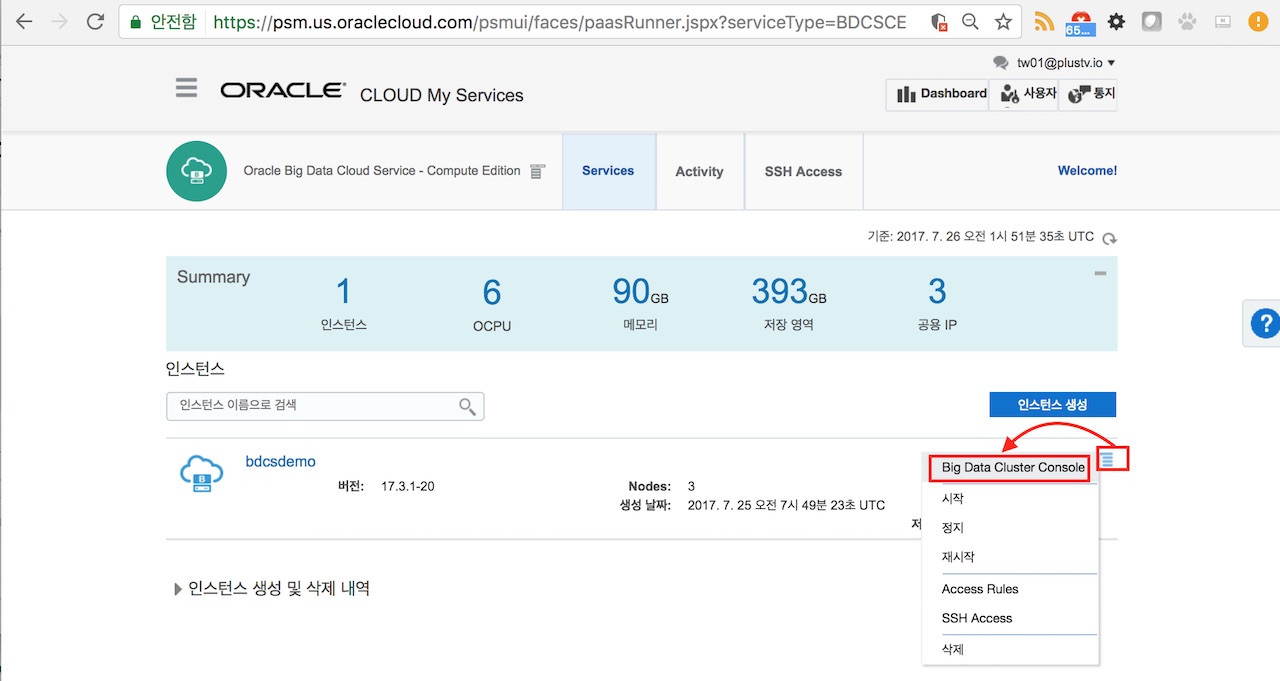 안전함 https://psm.us.oraclecloud.com/psmui/faces/paasRunner.jspx?serviceType=BDCSCE
65...
tw01@plustv.io
ORACLE CLOUD My Services
Dashboard 사용자 통지
Oracle Big Data Cloud Service - Compute Edition Services Activity SSH Access Welcome!
기준: 2017. 7. 26 오전 1시 51분 35초 UTC
Summary
1 6 90GB 393GB 3
인스턴스 OCPU 메모리 저장 영역 공용 IP
?
인스턴스
인스턴스 이름으로 검색 인스턴스 생성
bdcsdemo
B
버전: 17.3.1-20
Nodes: 3
생성 날짜: 2017. 7. 25 오전 7시 49분 23초 UTC
저
Big Data Cluster Console
시작
정지
재시작
Access Rules
SSH Access
삭제
인스턴스 생성 및 삭제 내역